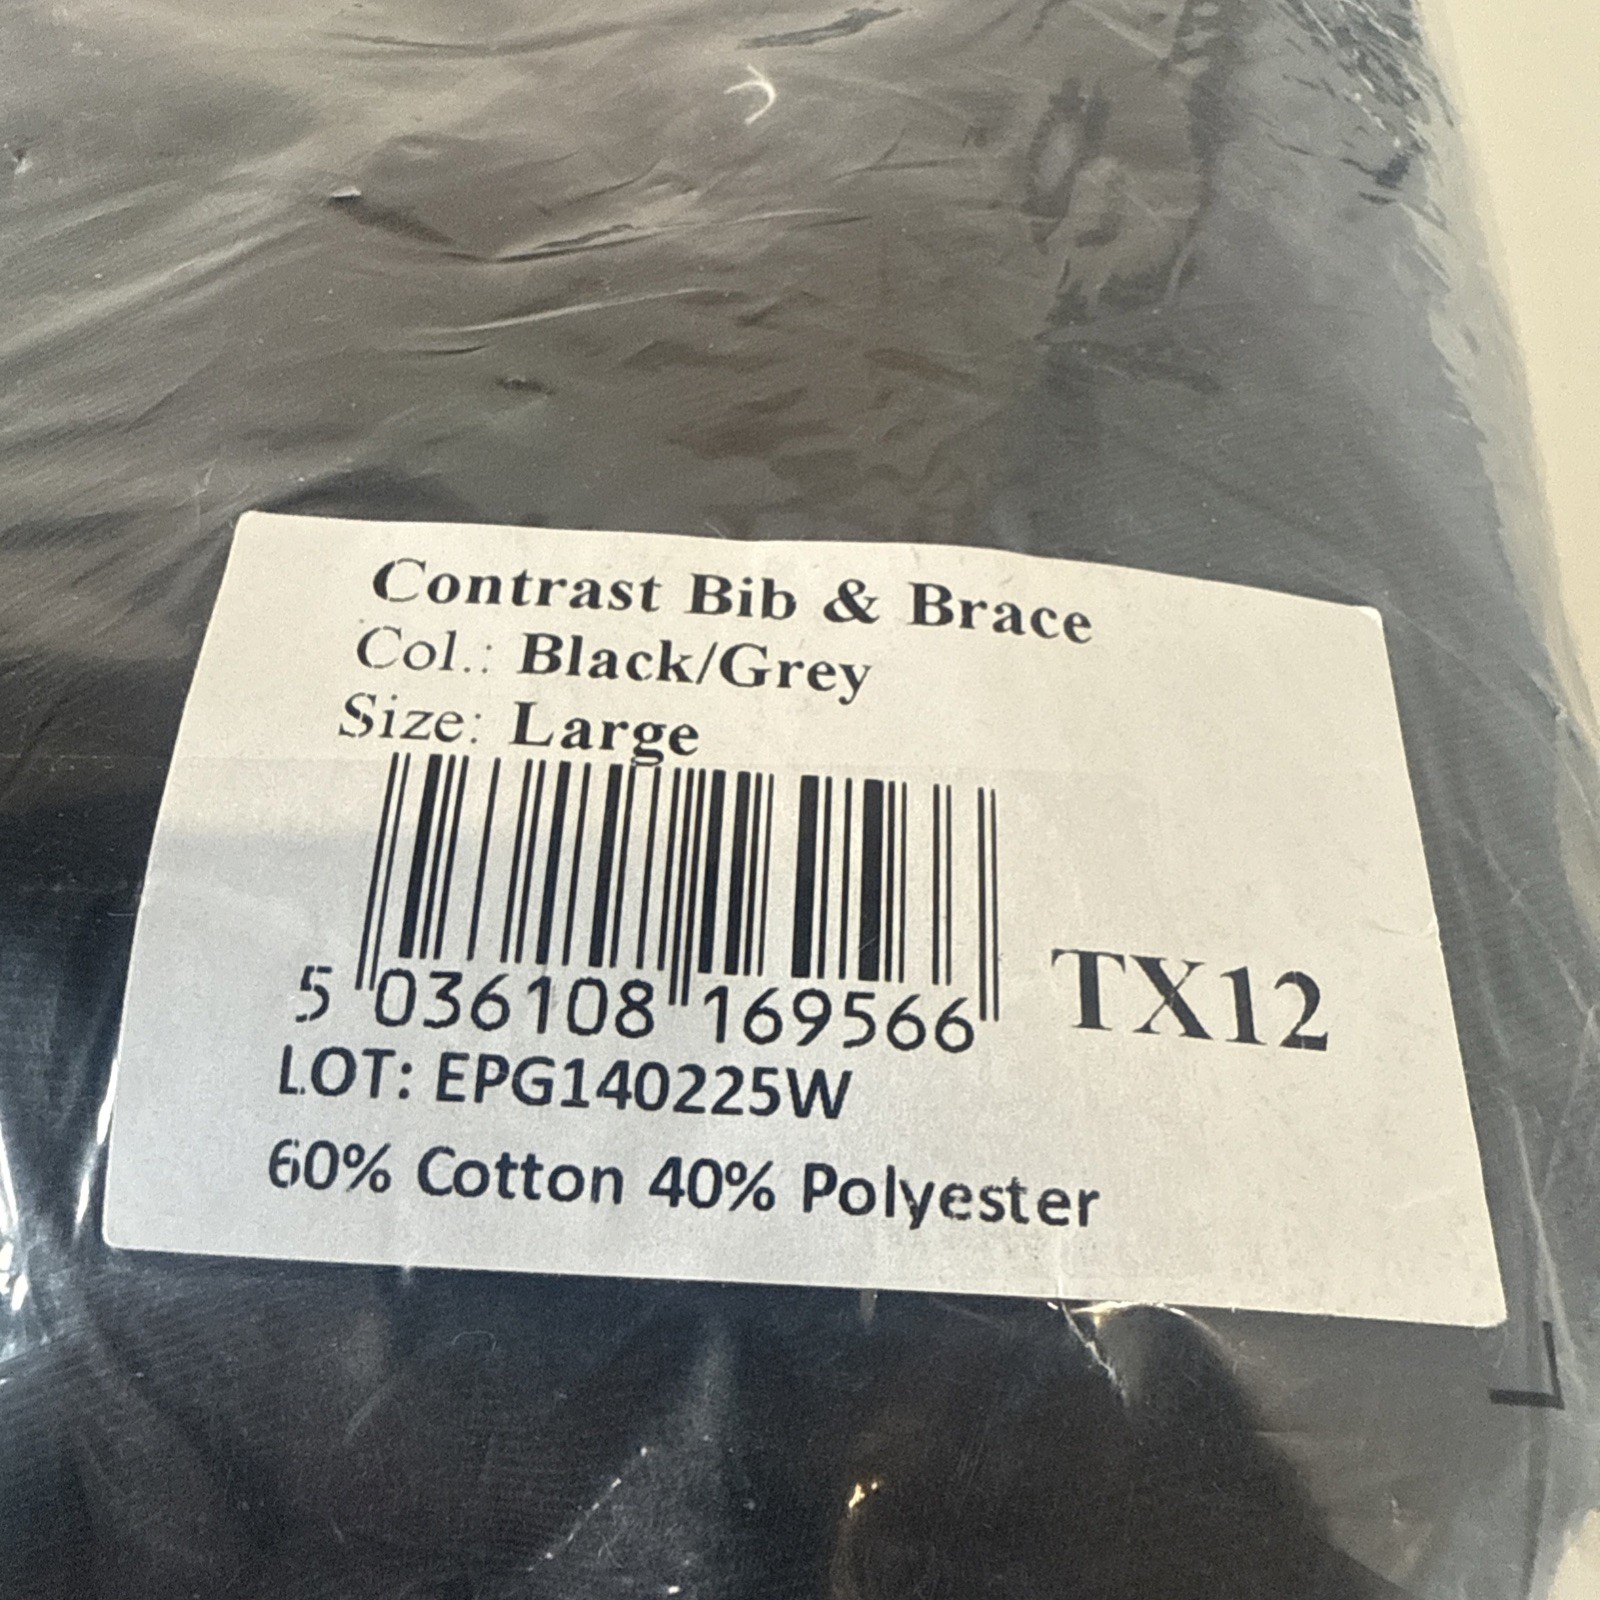 Contrast Bib & Brace
Col.: Black/Grey
Size: Large
5 036108 169566
TX12
LOT: EPG140225W
60% Cotton 40% Polyester